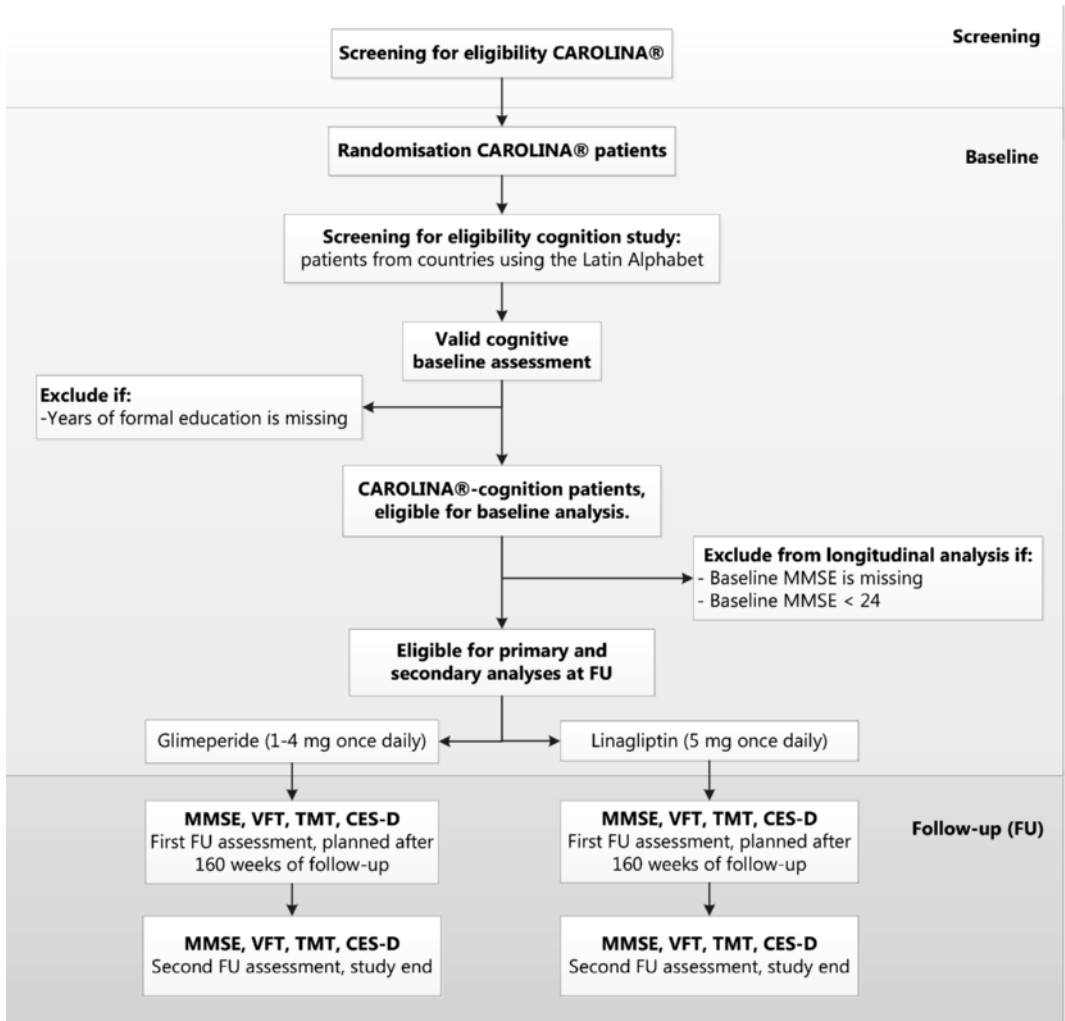 Screening for eligibility CAROLINA®
Screening
Randomisation CAROLINA® patients
Baseline
Screening for eligibility cognition study:
patients from countries using the Latin Alphabet
Valid cognitive
baseline assessment
Exclude if:
-Years of formal education is missing
CAROLINA®-cognition patients,
eligible for baseline analysis.
Exclude from longitudinal analysis if:
- Baseline MMSE is missing
- Baseline MMSE < 24
Eligible for primary and
secondary analyses at FU
Glimeperide (1-4 mg once daily)
Linagliptin (5 mg once daily)
Follow-up (FU)
MMSE, VFT, TMT, CES-D
First FU assessment, planned after
160 weeks of follow-up
MMSE, VFT, TMT, CES-D
First FU assessment, planned after
160 weeks of follow-up
MMSE, VFT, TMT, CES-D
Second FU assessment, study end
MMSE, VFT, TMT, CES-D
Second FU assessment, study end